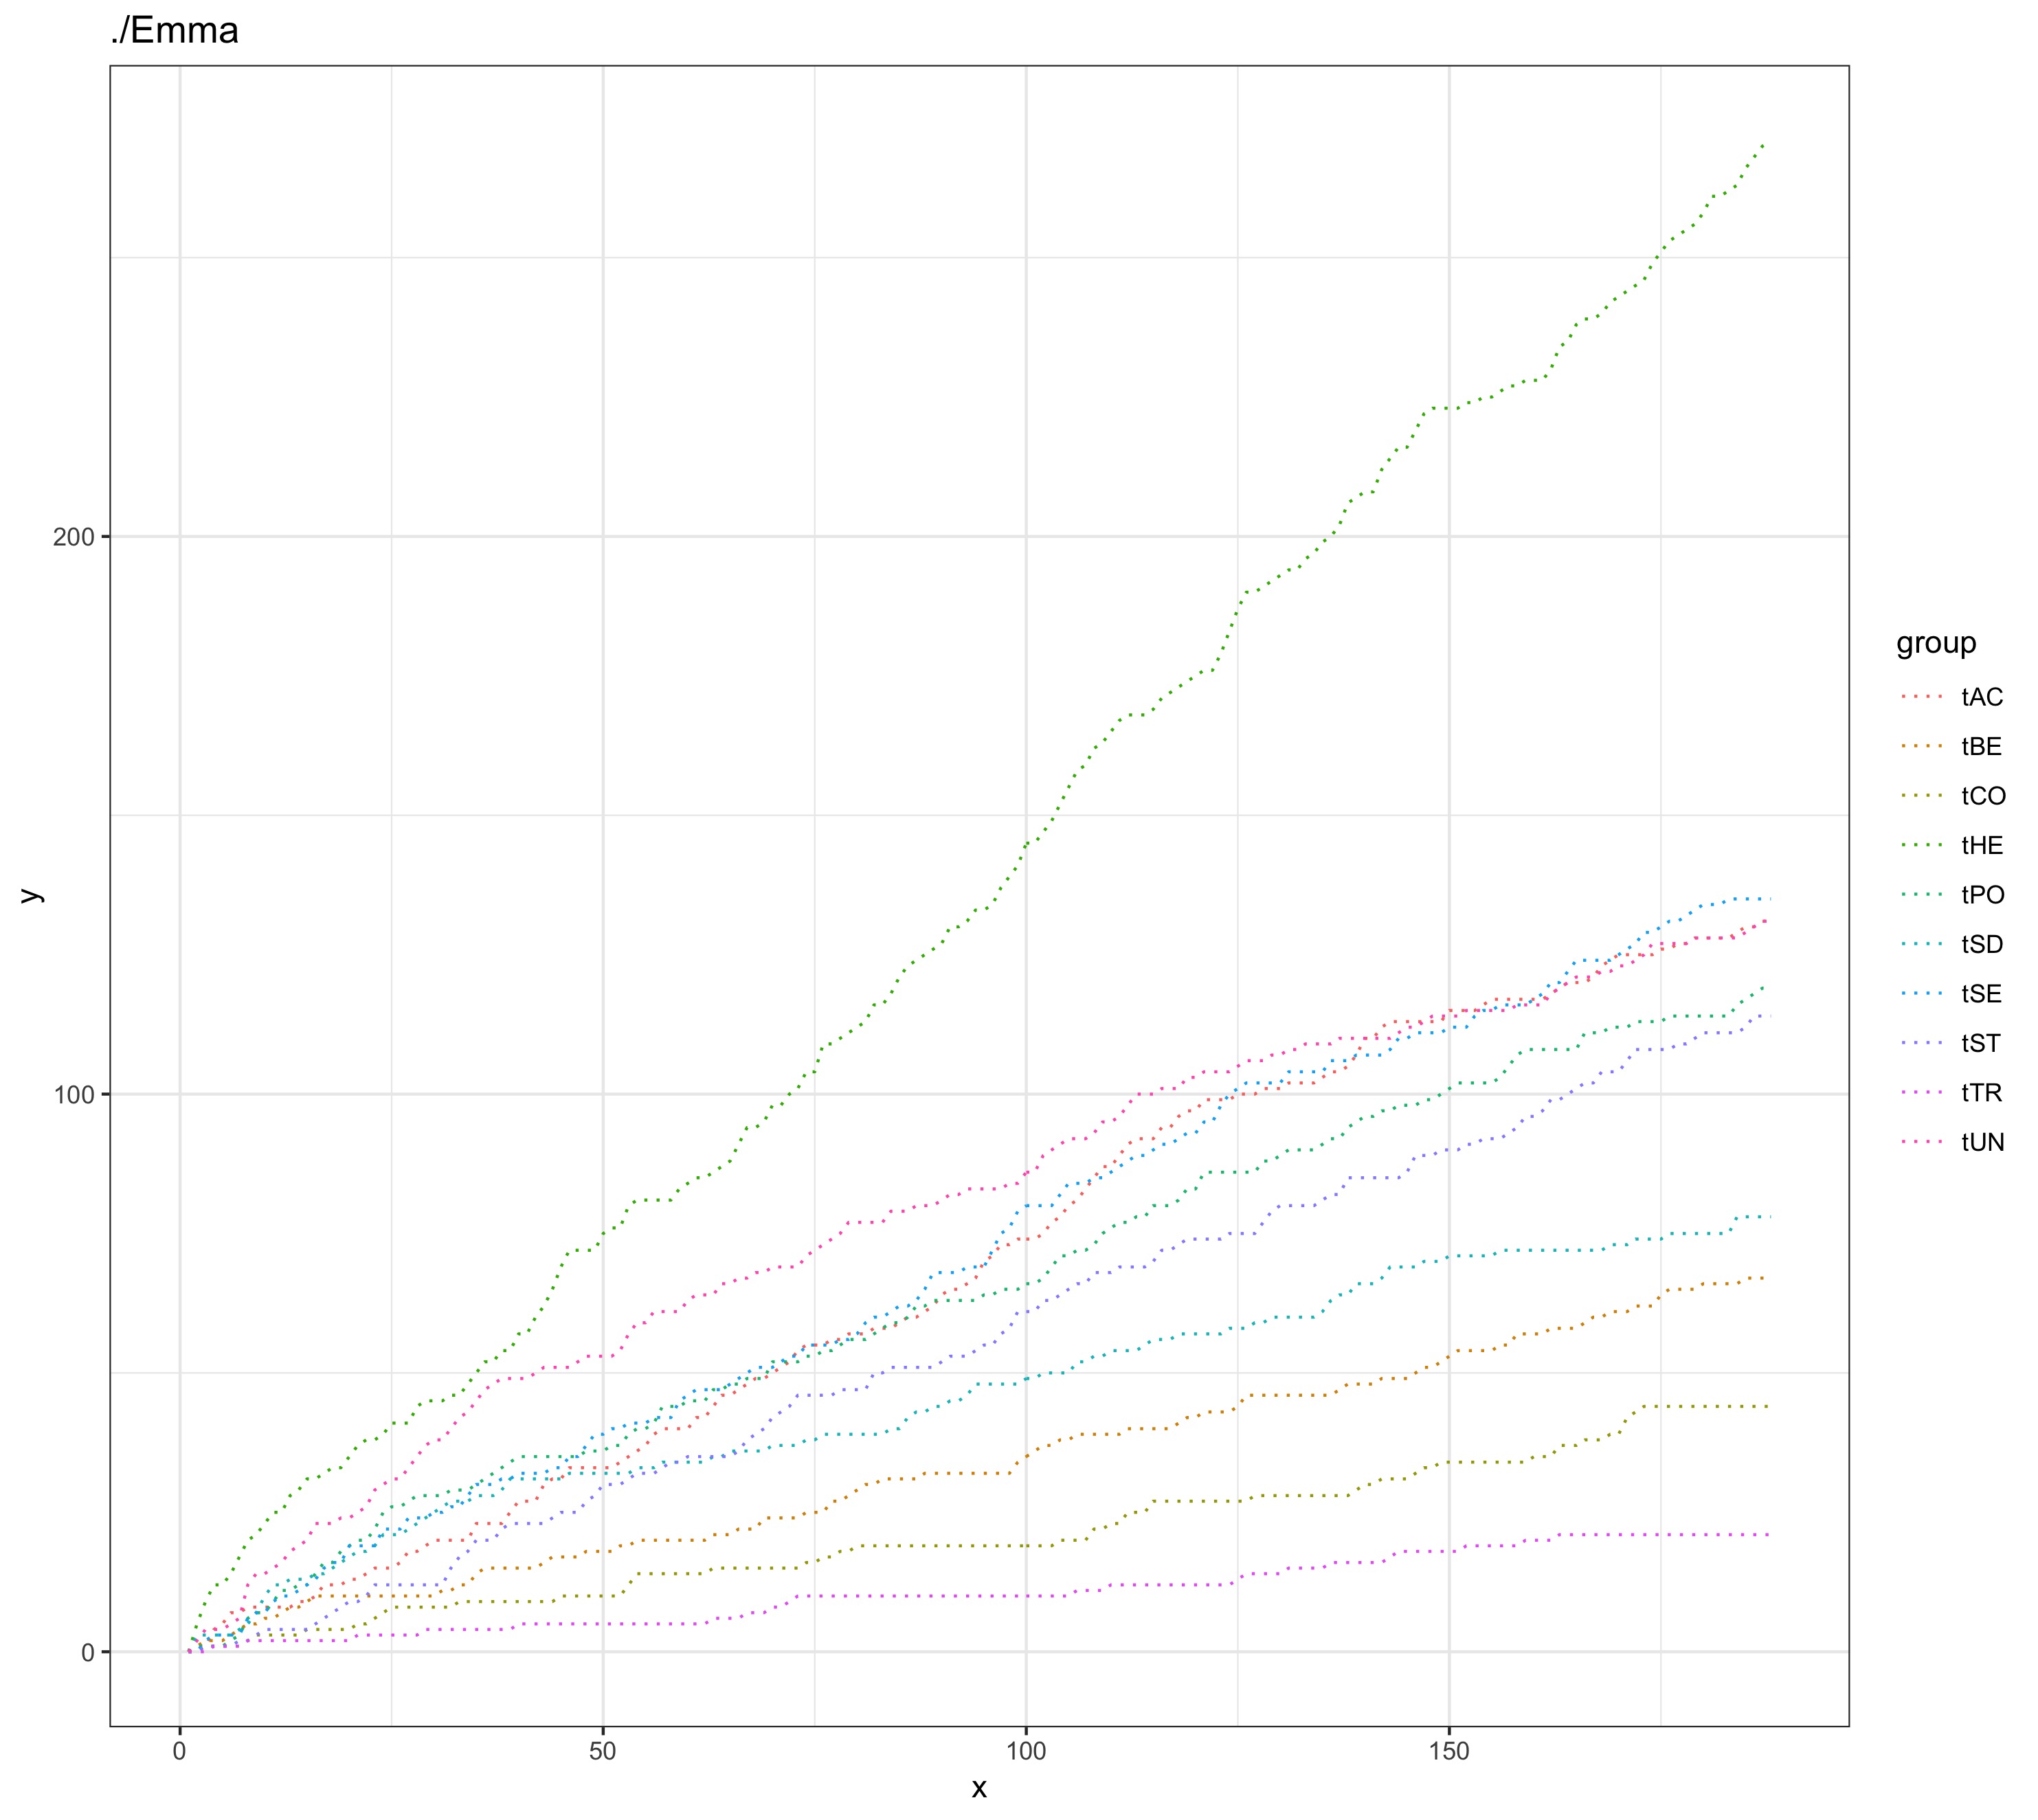 ./Emma
200
100
0
y
0 50 100 150
x
group
tAC
tBE
tCO
tHE
tPO
tSD
tSE
tST
tTR
tUN